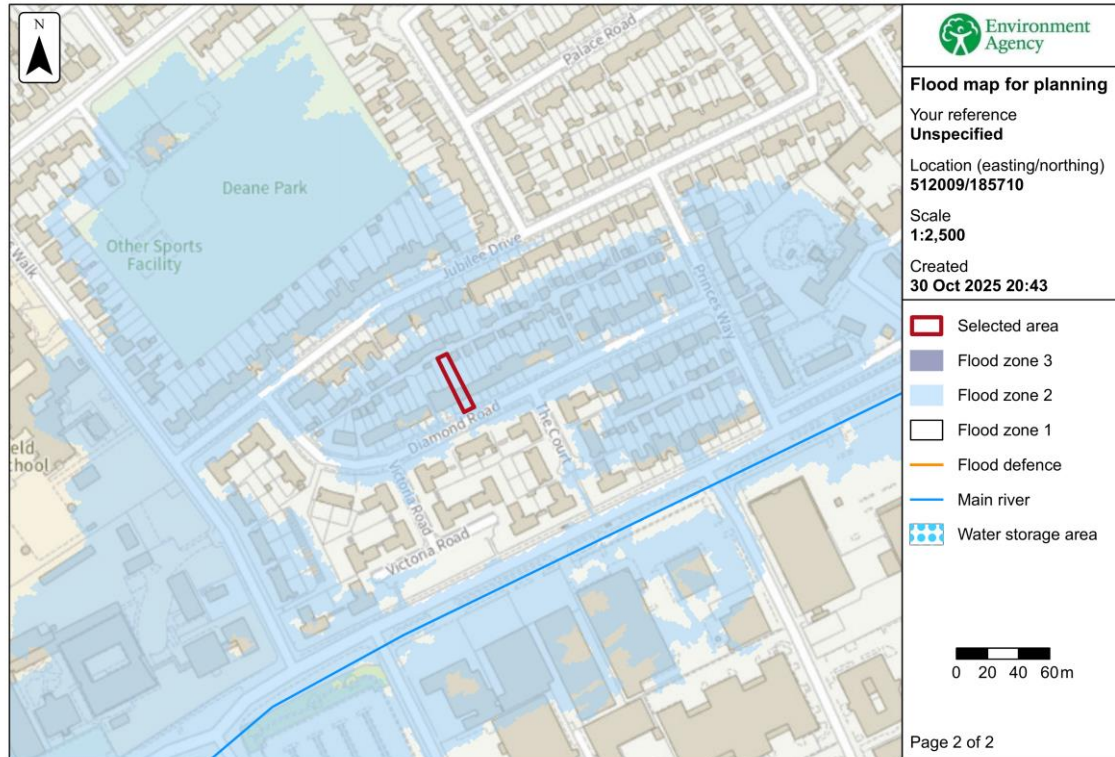 N
Palace Road
Deane Park
Other Sports
Facility
Jubilee Drive
Walk
Prince Way
Diamond Road
The Court
Victoria Road
Victoria Road
eld
chool
Environment
Agency
Flood map for planning
Your reference
Unspecified
Location (easting/northing)
512009/185710
Scale
1:2,500
Created
30 Oct 2025 20:43
Selected area
Flood zone 3
Flood zone 2
Flood zone 1
Flood defence
Main river
Water storage area
0 20 40 60m
Page 2 of 2